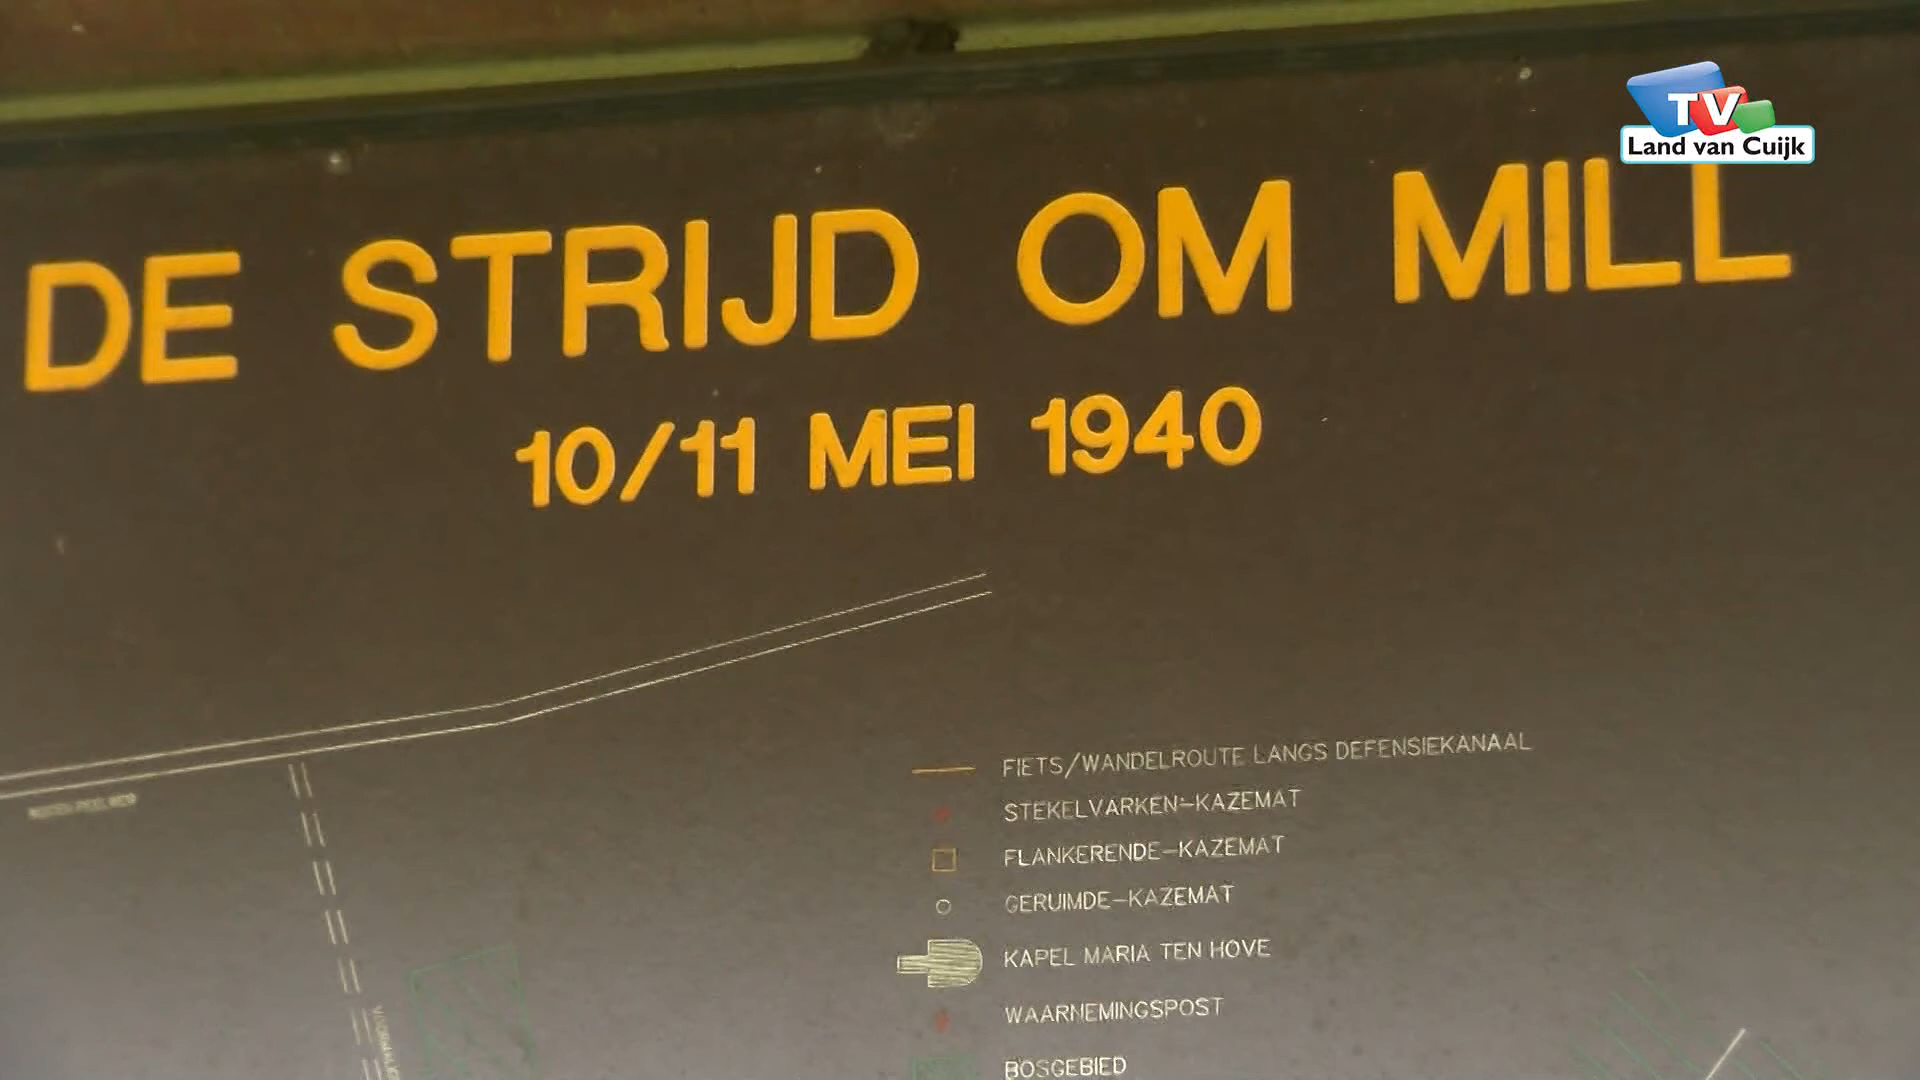 TV
Land van Cuijk
DE STRIJD OM MILL
10/11 MEI 1940
FIETS/WANDELROUTE LANGS DEFENSIEKANAAL
STEKELVARKEN-KAZEMAT
FLANKERENDE-KAZEMAT
GERUIMDE-KAZEMAT
KAPEL MARIA TEN HOVE
WAARNEMINGSPOST
BOSGEBIED